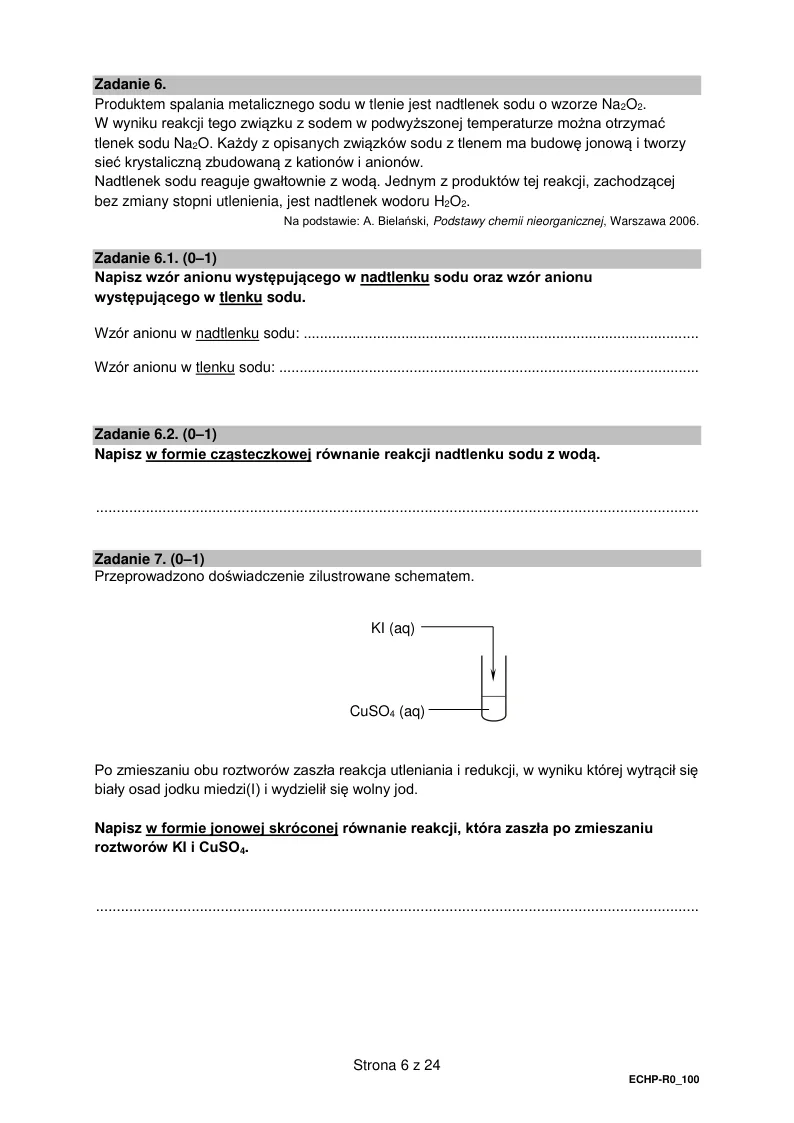 Zadanie 6.
Produktem spalania metalicznego sodu w tlenie jest nadtlenek sodu o wzorze Na₂O₂.
W wyniku reakcji tego związku z sodem w podwyższonej temperaturze można otrzymać
tlenek sodu Na₂O. Każdy z opisanych związków sodu z tlenem ma budowę jonową i tworzy
sieć krystaliczną zbudowaną z kationów i anionów.
Nadtlenek sodu reaguje gwałtownie z wodą. Jednym z produktów tej reakcji, zachodzącej
bez zmiany stopni utlenienia, jest nadtlenek wodoru H₂O₂.
Na podstawie: A. Bielański, Podstawy chemii nieorganicznej, Warszawa 2006.
Zadanie 6.1. (0–1)
Napisz wzór anionu występującego w nadtlenku sodu oraz wzór anionu
występującego w tlenku sodu.
Wzór anionu w nadtlenku sodu: ..................................................................................................
Wzór anionu w tlenku sodu: ........................................................................................................
Zadanie 6.2. (0–1)
Napisz w formie cząsteczkowej równanie reakcji nadtlenku sodu z wodą.
.....................................................................................................................................................
Zadanie 7. (0–1)
Przeprowadzono doświadczenie zilustrowane schematem.
KI (aq)
CuSO₄ (aq)
Po zmieszaniu obu roztworów zaszła reakcja utleniania i redukcji, w wyniku której wytrącił się
biały osad jodku miedzi(I) i wydzielił się wolny jod.
Napisz w formie jonowej skróconej równanie reakcji, która zaszła po zmieszaniu
roztworów KI i CuSO₄.
.....................................................................................................................................................
Strona 6 z 24
ECHP-R0_100